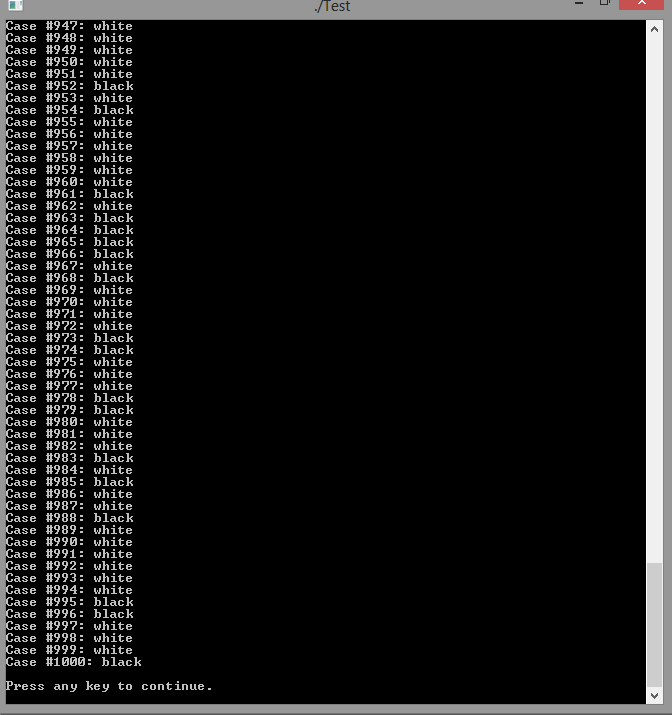 ./Test
Case #947: white
Case #948: white
Case #949: white
Case #950: white
Case #951: white
Case #952: black
Case #953: white
Case #954: black
Case #955: white
Case #956: white
Case #957: white
Case #958: white
Case #959: white
Case #960: white
Case #961: black
Case #962: white
Case #963: black
Case #964: black
Case #965: black
Case #966: black
Case #967: white
Case #968: black
Case #969: white
Case #970: white
Case #971: white
Case #972: white
Case #973: black
Case #974: black
Case #975: white
Case #976: white
Case #977: white
Case #978: black
Case #979: black
Case #980: white
Case #981: white
Case #982: white
Case #983: black
Case #984: white
Case #985: black
Case #986: white
Case #987: white
Case #988: black
Case #989: white
Case #990: white
Case #991: white
Case #992: white
Case #993: white
Case #994: white
Case #995: black
Case #996: black
Case #997: white
Case #998: white
Case #999: white
Case #1000: black
Press any key to continue.